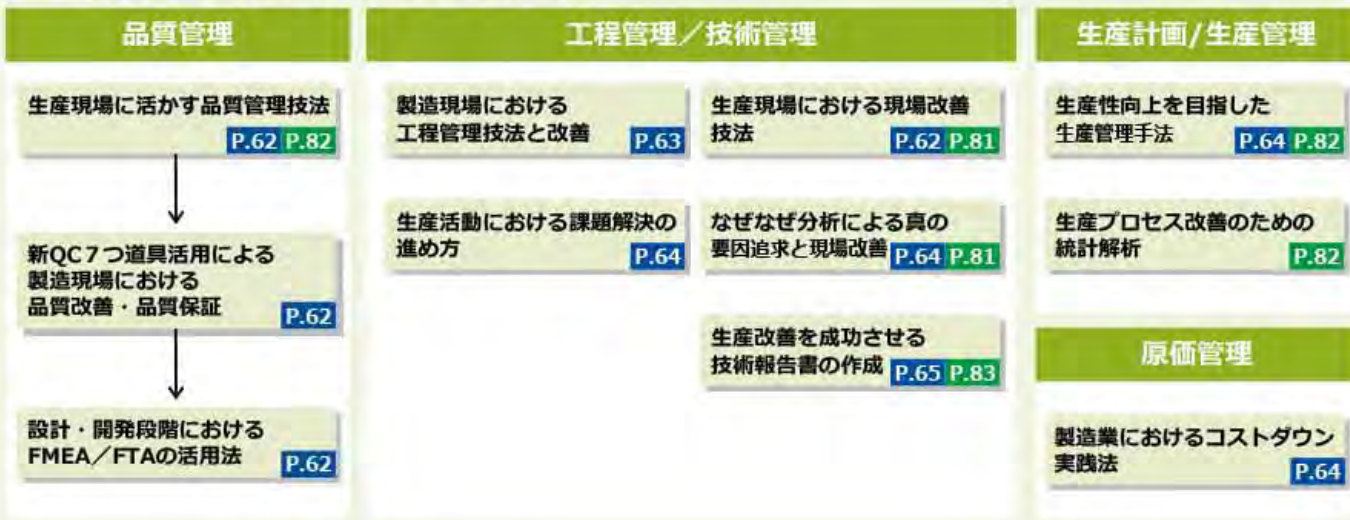 品質管理
生産現場に活かす品質管理技法
P.62 P.82
新QC7つ道具活用による
製造現場における
品質改善・品質保証
P.62
設計・開発段階における
FMEA／FTAの活用法
P.62
工程管理／技術管理
製造現場における
工程管理技法と改善
P.63
生産現場における現場改善
技法
P.62 P.81
生産活動における課題解決の
進め方
P.64
なぜなぜ分析による真の
要因追求と現場改善
P.64 P.81
生産改善を成功させる
技術報告書の作成
P.65 P.83
生産計画/生産管理
生産性向上を目指した
生産管理手法
P.64 P.82
生産プロセス改善のための
統計解析
P.82
原価管理
製造業におけるコストダウン
実践法
P.64